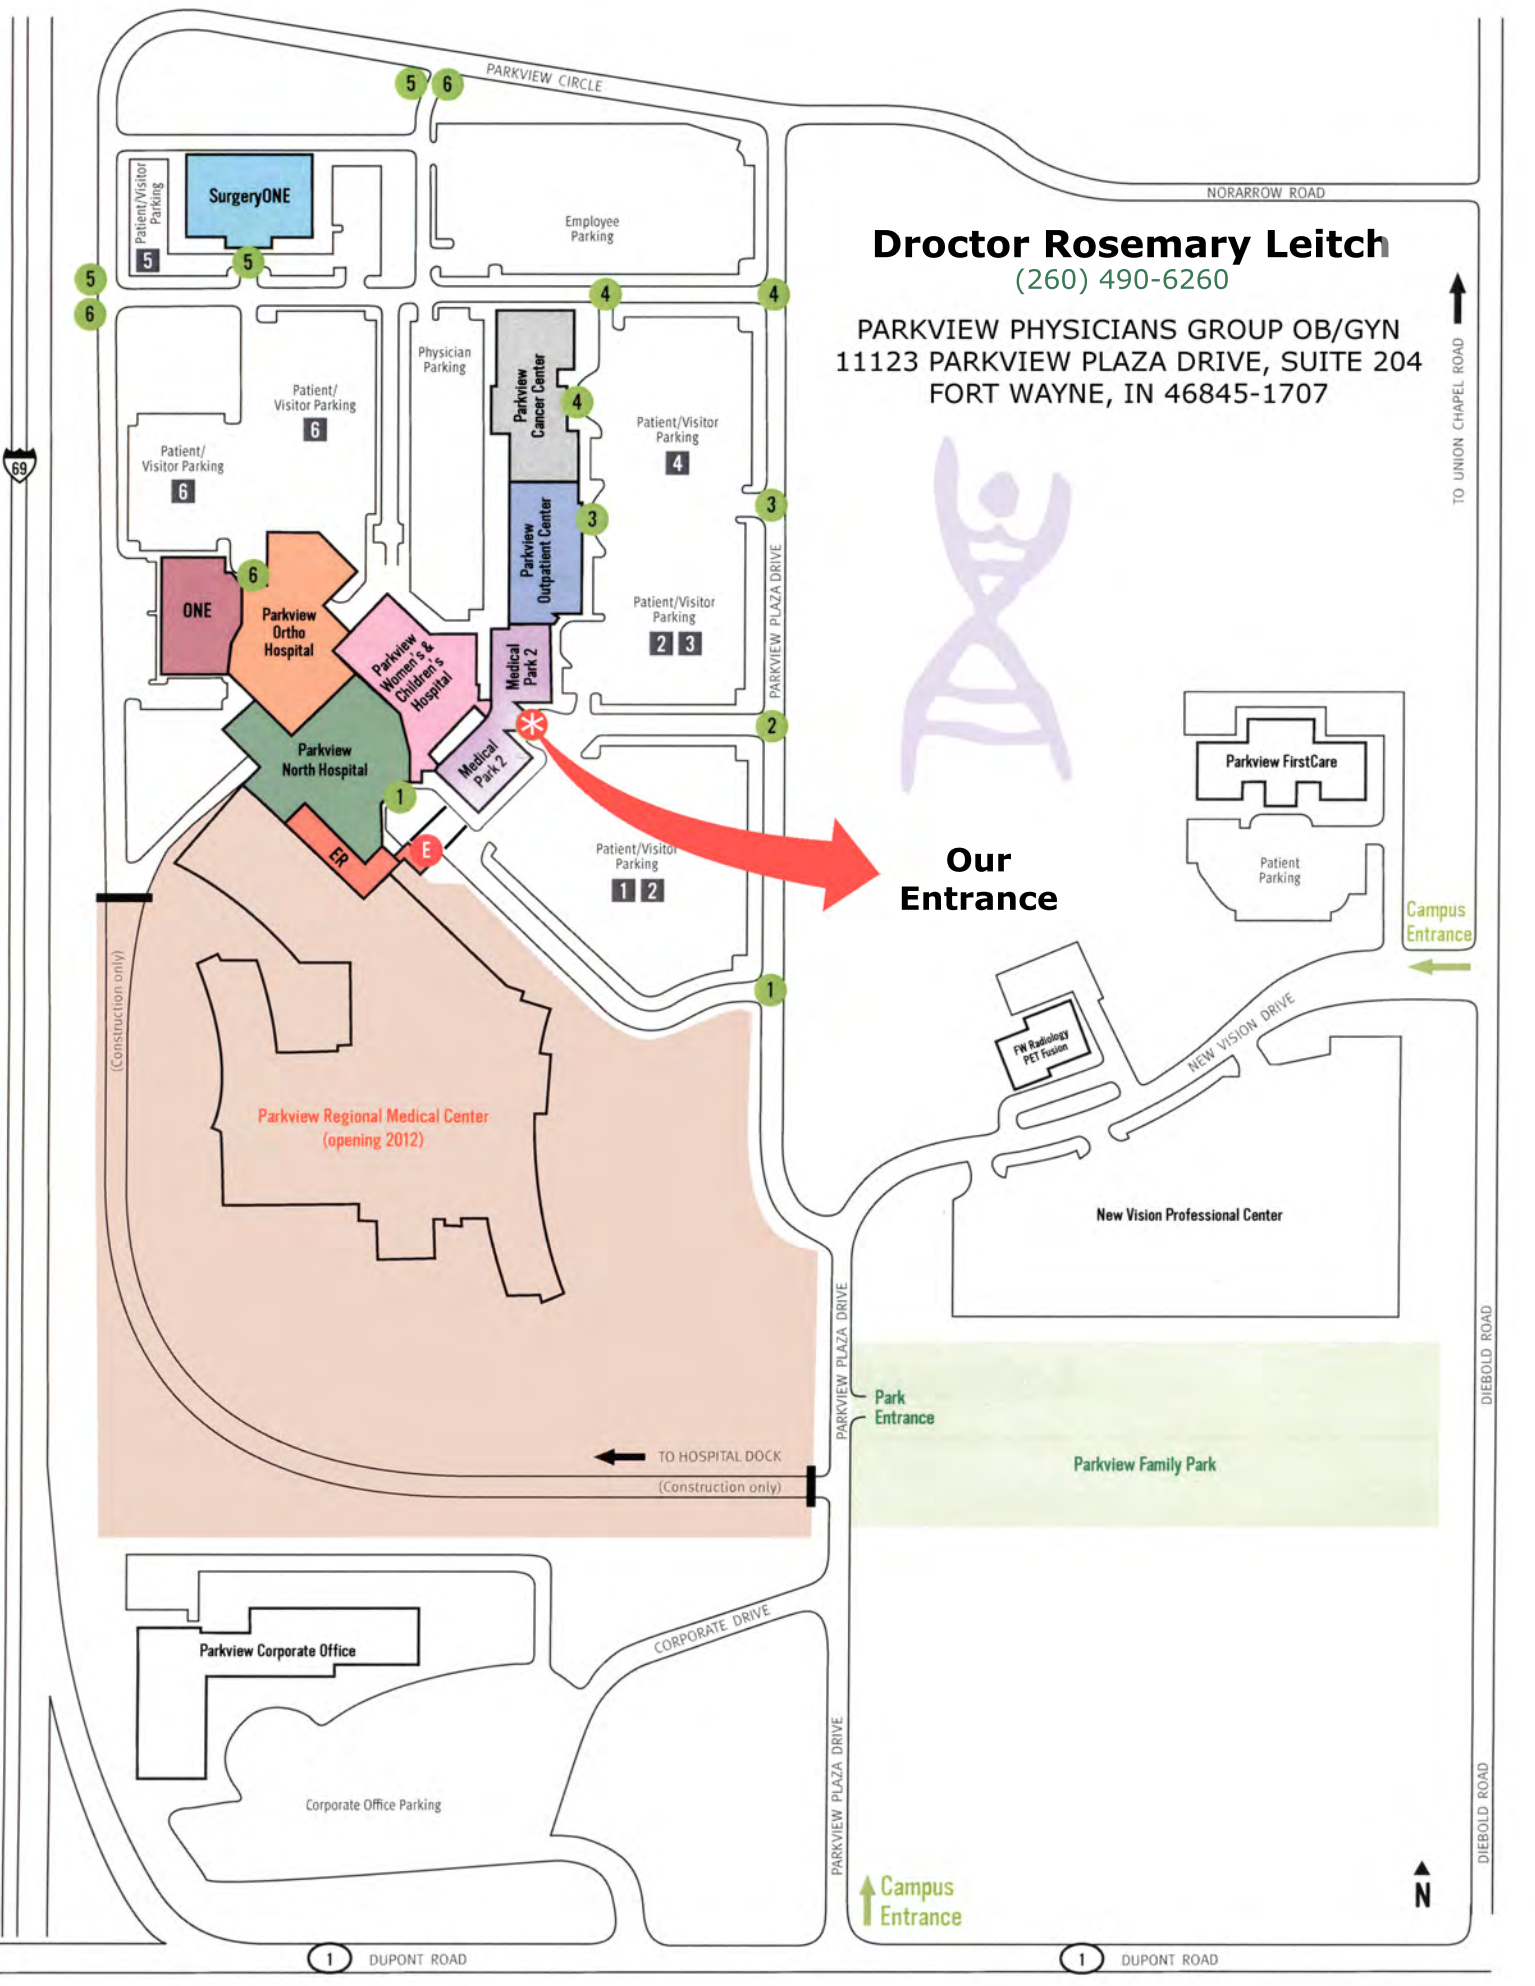 PARKVIEW CIRCLE
5
6
NORARROW ROAD
SurgeryONE
Patient/Visitor
Parking
5
5
Employee
Parking
5
6
4
4
Droctor Rosemary Leitch
(260) 490-6260
PARKVIEW PHYSICIANS GROUP OB/GYN
11123 PARKVIEW PLAZA DRIVE, SUITE 204
FORT WAYNE, IN 46845-1707
TO UNION CHAPEL ROAD
Physician
Parking
Parkview
Cancer Center
4
Patient/
Visitor Parking
6
Patient/
Visitor Parking
6
Patient/Visitor
Parking
4
69
3
3
Parkview
Outpatient Center
PARKVIEW PLAZA DRIVE
6
ONE
Parkview
Ortho
Hospital
Parkview
Women's &
Children's
Hospital
Medical
Park 2
Patient/Visitor
Parking
2 3
2
Medical
Park 2
Parkview
North Hospital
1
ER
E
Patient/Visitor
Parking
1 2
Our
Entrance
Parkview FirstCare
Patient
Parking
Campus
Entrance
1
(Construction only)
FW Radiology
PET Fusion
NEW VISION DRIVE
Parkview Regional Medical Center
(opening 2012)
New Vision Professional Center
PARKVIEW PLAZA DRIVE
DIEBOLD ROAD
Park
Entrance
Parkview Family Park
TO HOSPITAL DOCK
(Construction only)
CORPORATE DRIVE
Parkview Corporate Office
Corporate Office Parking
PARKVIEW PLAZA DRIVE
DIEBOLD ROAD
Campus
Entrance
N
1 DUPONT ROAD
1 DUPONT ROAD